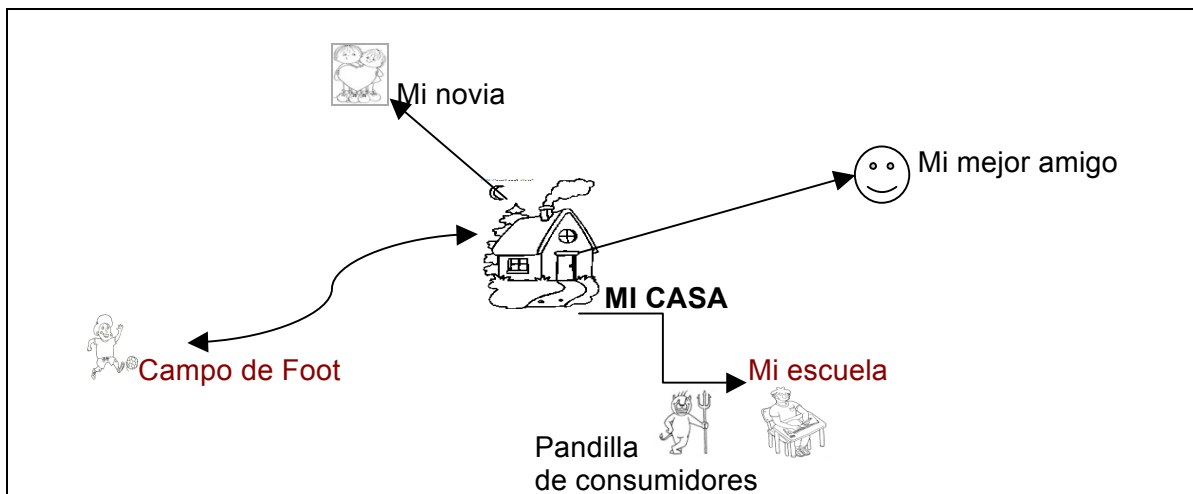 Mi novia
Mi mejor amigo
MI CASA
Campo de Foot
Mi escuela
Pandilla
de consumidores